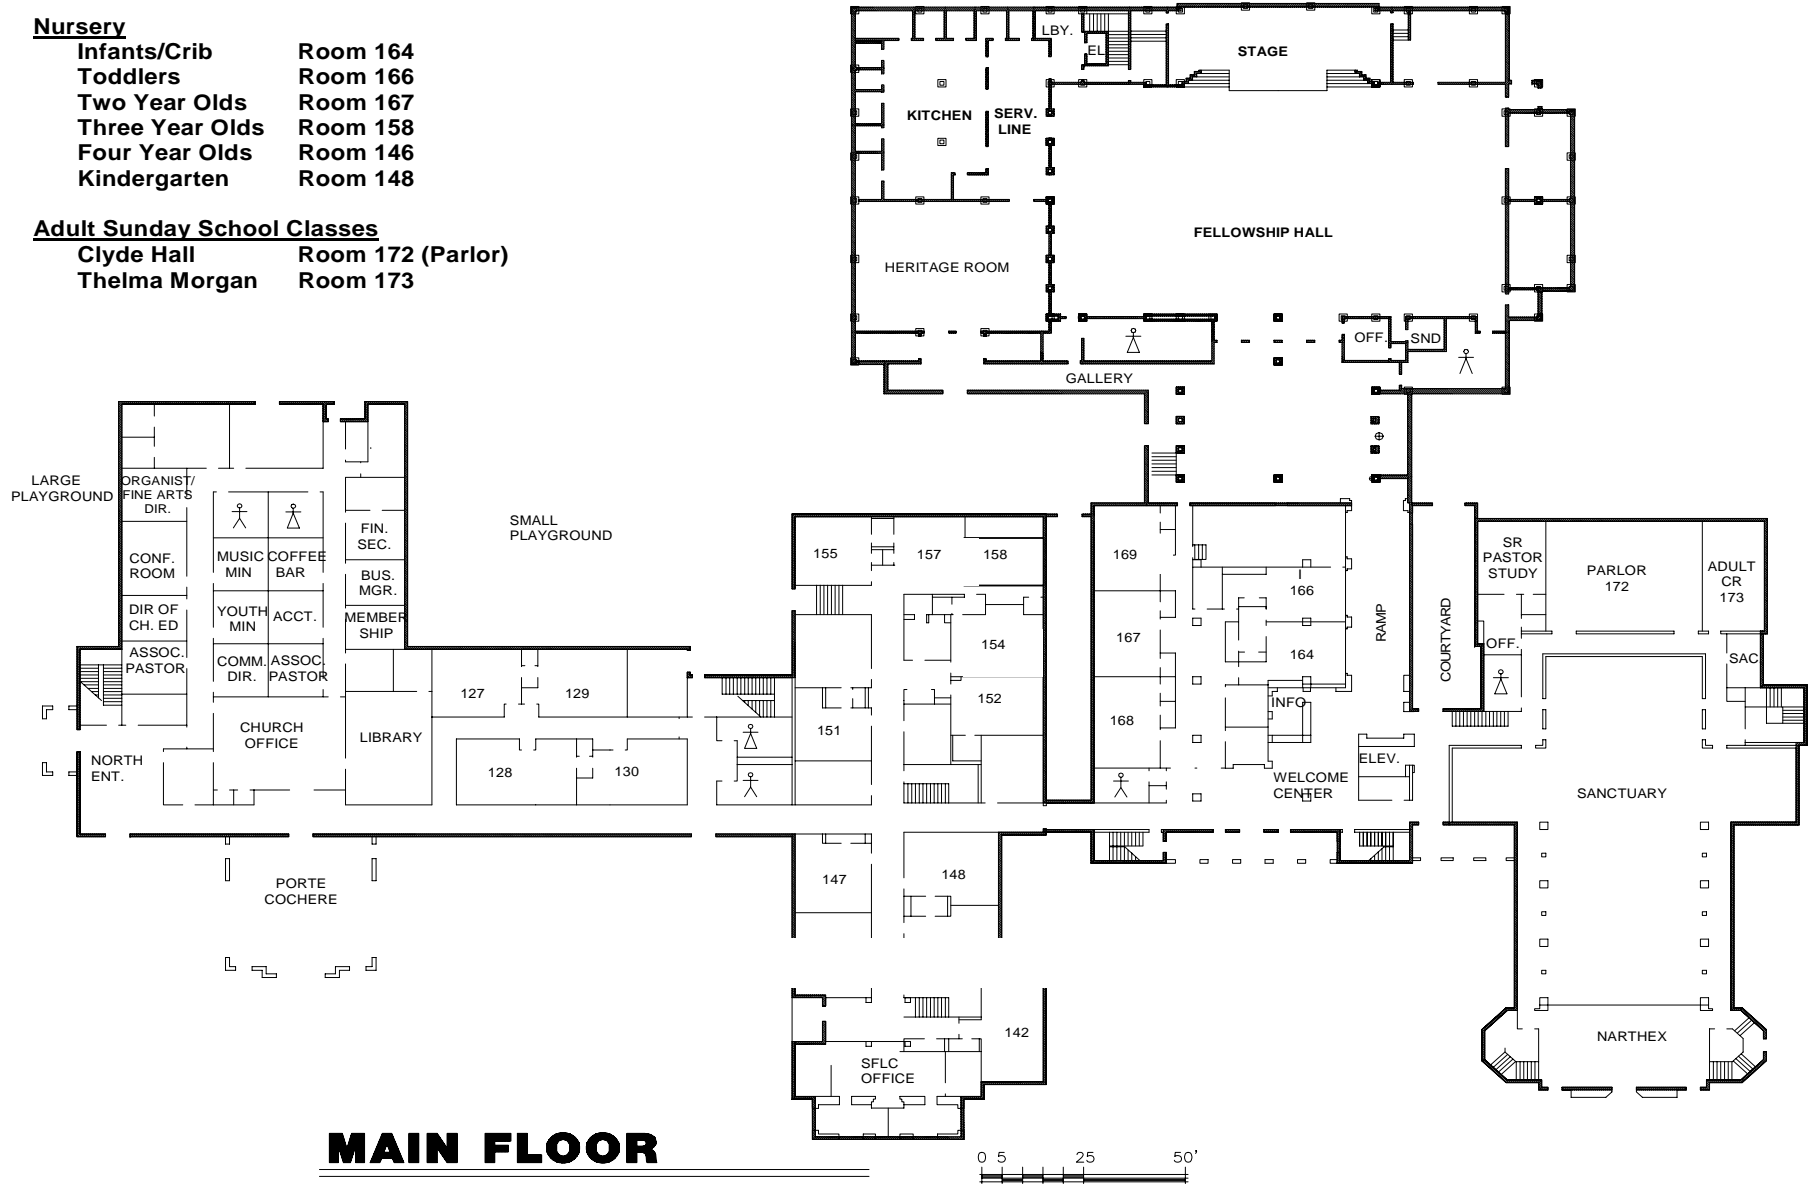 Nursery
Infants/Crib Room 164
Toddlers Room 166
Two Year Olds Room 167
Three Year Olds Room 158
Four Year Olds Room 146
Kindergarten Room 148
Adult Sunday School Classes
Clyde Hall Room 172 (Parlor)
Thelma Morgan Room 173
LBY.
EL
STAGE
KITCHEN
SERV.
LINE
FELLOWSHIP HALL
HERITAGE ROOM
OFF.
SND
GALLERY
LARGE
PLAYGROUND
ORGANIST/
FINE ARTS
DIR.
SMALL
PLAYGROUND
FIN.
SEC.
CONF.
ROOM
MUSIC
MIN
COFFEE
BAR
BUS.
MGR.
DIR OF
CH. ED
YOUTH
MIN
ACCT.
MEMBER
SHIP
ASSOC.
PASTOR
COMM.
DIR.
ASSOC.
PASTOR
CHURCH
OFFICE
LIBRARY
NORTH
ENT.
127
129
128
130
PORTE
COCHERE
155
157
158
154
152
151
147
148
142
SFLC
OFFICE
169
167
168
166
164
INFO
RAMP
COURTYARD
ELEV.
WELCOME
CENTER
SR
PASTOR
STUDY
PARLOR
172
ADULT
CR
173
OFF.
SAC
SANCTUARY
NARTHEX
MAIN FLOOR
0 5 25 50'